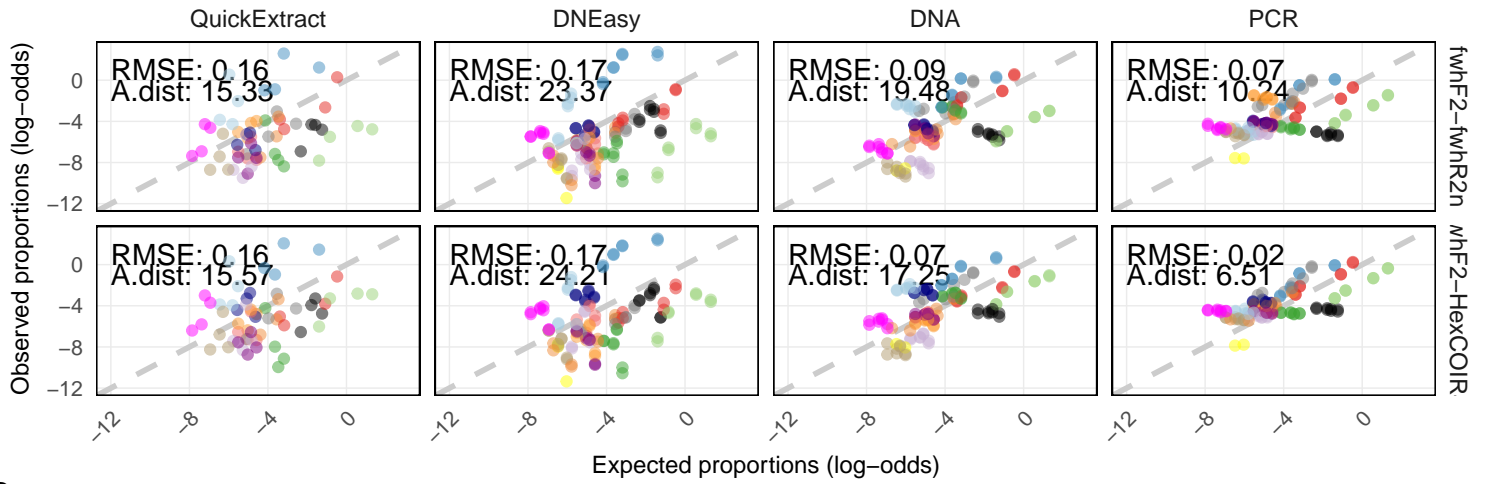 QuickExtract DNEasy DNA PCR
Observed proportions (log−odds)
0
−4
−8
−12
RMSE: 0.16
A.dist: 15.33
RMSE: 0.17
A.dist: 23.37
RMSE: 0.09
A.dist: 19.48
RMSE: 0.07
A.dist: 10.24
fwhF2−fwhR2n
0
−4
−8
−12
RMSE: 0.16
A.dist: 15.57
RMSE: 0.17
A.dist: 24.21
RMSE: 0.07
A.dist: 17.25
RMSE: 0.02
A.dist: 6.51
whF2−HexCOIR
−12 −8 −4 0 −12 −8 −4 0 −12 −8 −4 0 −12 −8 −4 0
Expected proportions (log−odds)